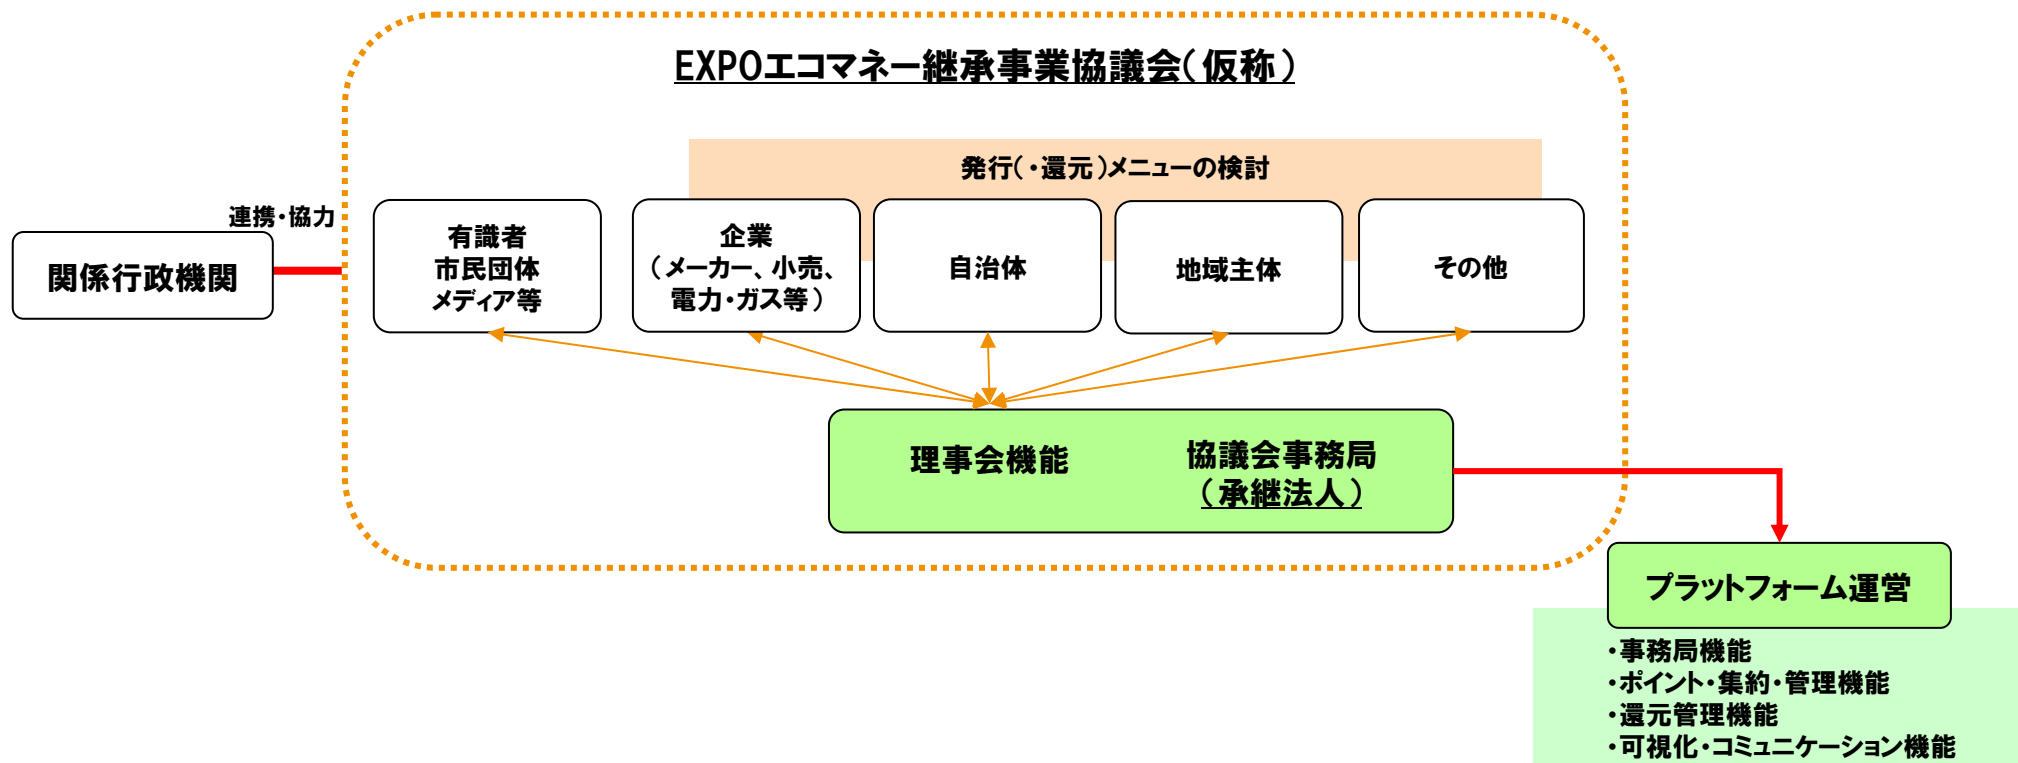 EXPOエコマネー継承事業協議会(仮称)
発行(・還元)メニューの検討
連携・協力
関係行政機関
有識者
市民団体
メディア等
企業
(メーカー、小売、
電力・ガス等)
自治体
地域主体
その他
理事会機能
協議会事務局
(承継法人)
プラットフォーム運営
・事務局機能
・ポイント・集約・管理機能
・還元管理機能
・可視化・コミュニケーション機能